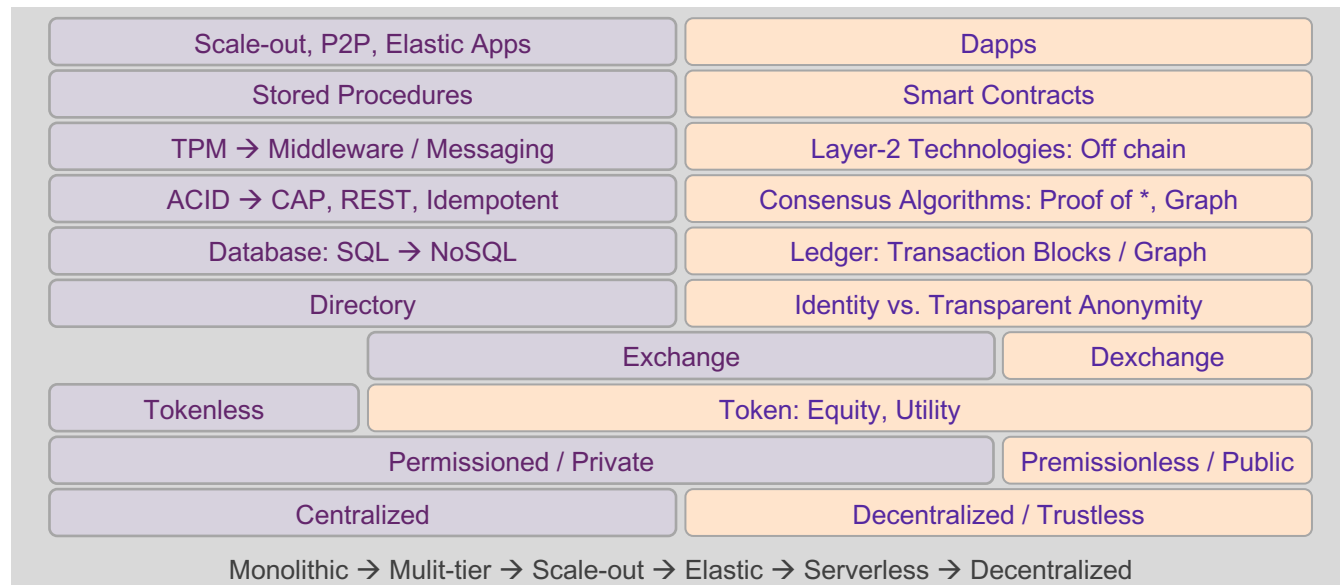 Scale-out, P2P, Elastic Apps
Dapps
Stored Procedures
Smart Contracts
TPM → Middleware / Messaging
Layer-2 Technologies: Off chain
ACID → CAP, REST, Idempotent
Consensus Algorithms: Proof of *, Graph
Database: SQL → NoSQL
Ledger: Transaction Blocks / Graph
Directory
Identity vs. Transparent Anonymity
Exchange
Dexchange
Tokenless
Token: Equity, Utility
Permissioned / Private
Premissionless / Public
Centralized
Decentralized / Trustless
Monolithic → Mulit-tier → Scale-out → Elastic → Serverless → Decentralized